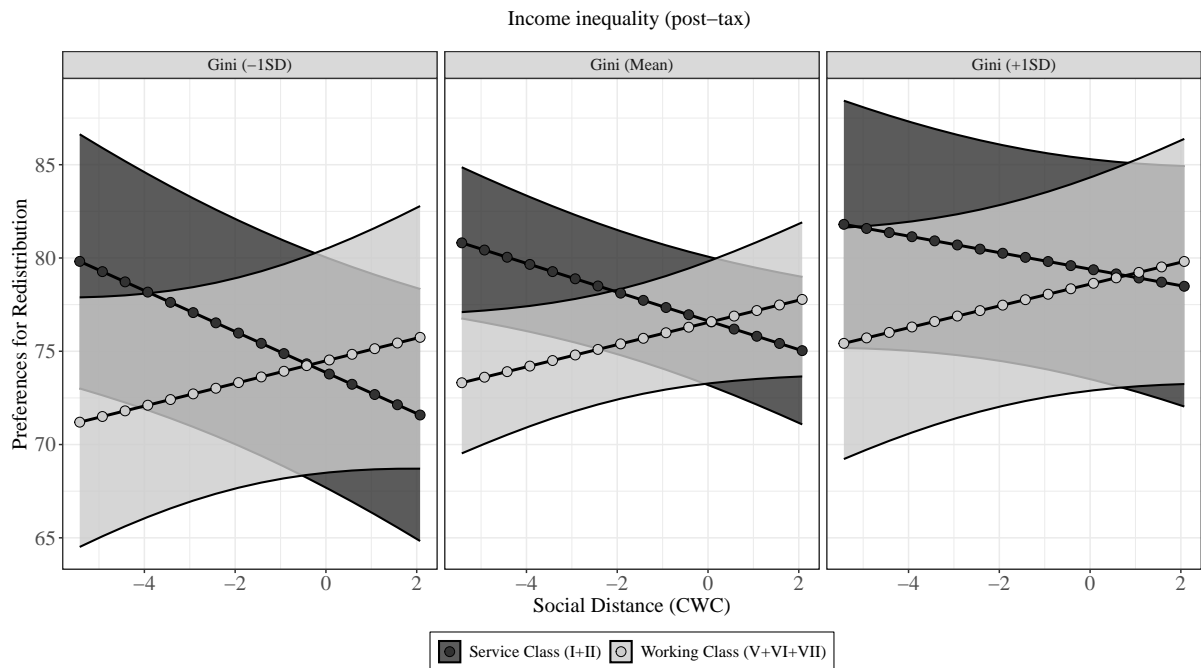 Income inequality (post−tax)
Gini (−1SD) Gini (Mean) Gini (+1SD)
Preferences for Redistribution
85
80
75
70
65
−4 −2 0 2 −4 −2 0 2 −4 −2 0 2
Social Distance (CWC)
Service Class (I+II) Working Class (V+VI+VII)